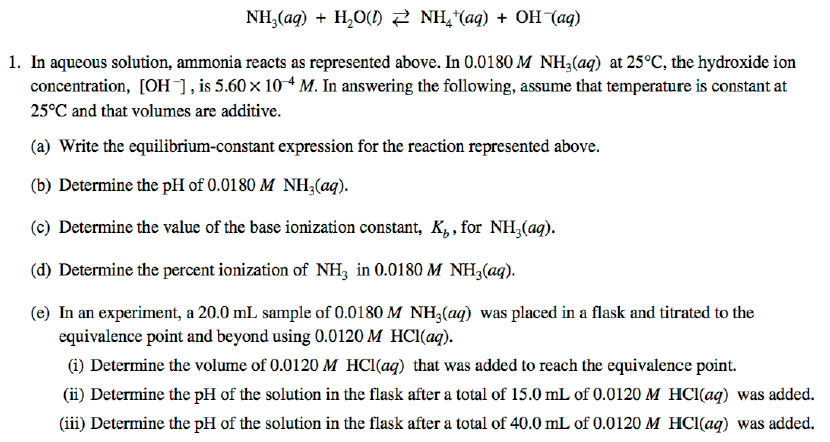 NH₃(aq) + H₂O(l) ⇄ NH₄⁺(aq) + OH⁻(aq)
1. In aqueous solution, ammonia reacts as represented above. In 0.0180 M NH₃(aq) at 25°C, the hydroxide ion
concentration, [OH⁻], is 5.60 × 10⁻⁴ M. In answering the following, assume that temperature is constant at
25°C and that volumes are additive.
(a) Write the equilibrium-constant expression for the reaction represented above.
(b) Determine the pH of 0.0180 M NH₃(aq).
(c) Determine the value of the base ionization constant, K_b, for NH₃(aq).
(d) Determine the percent ionization of NH₃ in 0.0180 M NH₃(aq).
(e) In an experiment, a 20.0 mL sample of 0.0180 M NH₃(aq) was placed in a flask and titrated to the
equivalence point and beyond using 0.0120 M HCl(aq).
(i) Determine the volume of 0.0120 M HCl(aq) that was added to reach the equivalence point.
(ii) Determine the pH of the solution in the flask after a total of 15.0 mL of 0.0120 M HCl(aq) was added.
(iii) Determine the pH of the solution in the flask after a total of 40.0 mL of 0.0120 M HCl(aq) was added.